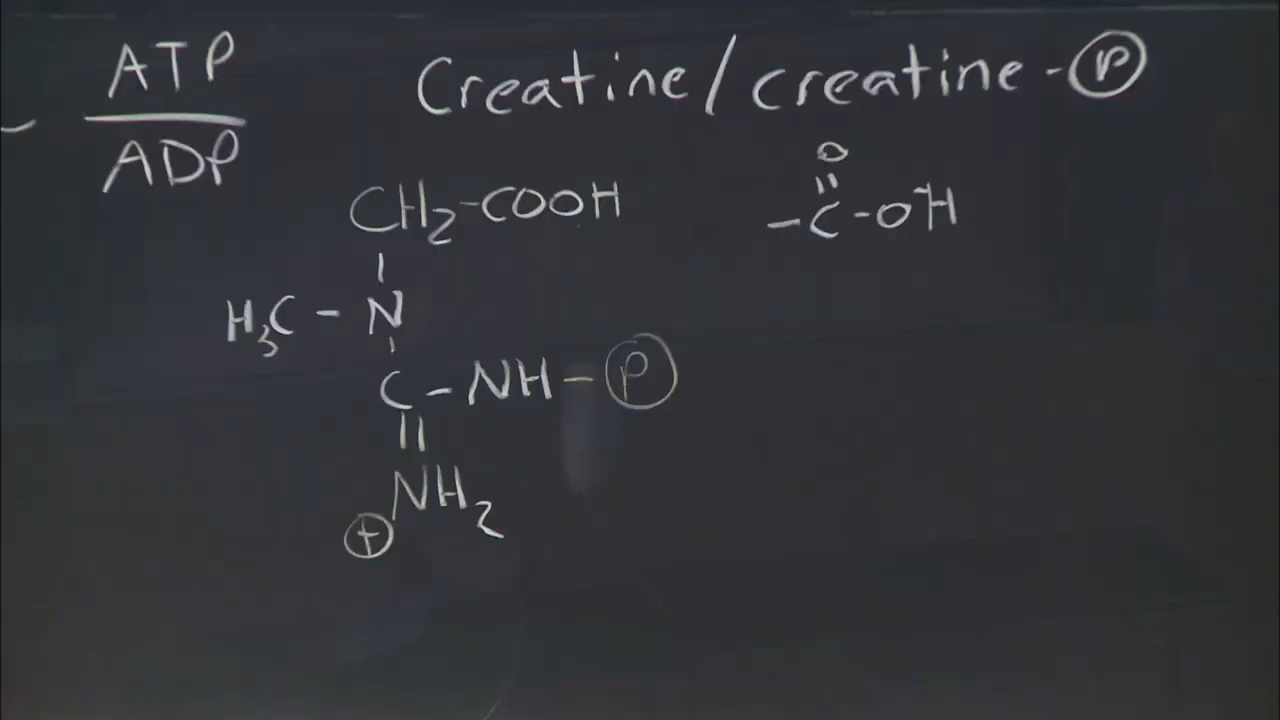 ATP
ADP
Creatine/creatine-P
CH2-COOH
O
-C-OH
H3C-N
C-NH-P
NH2
+